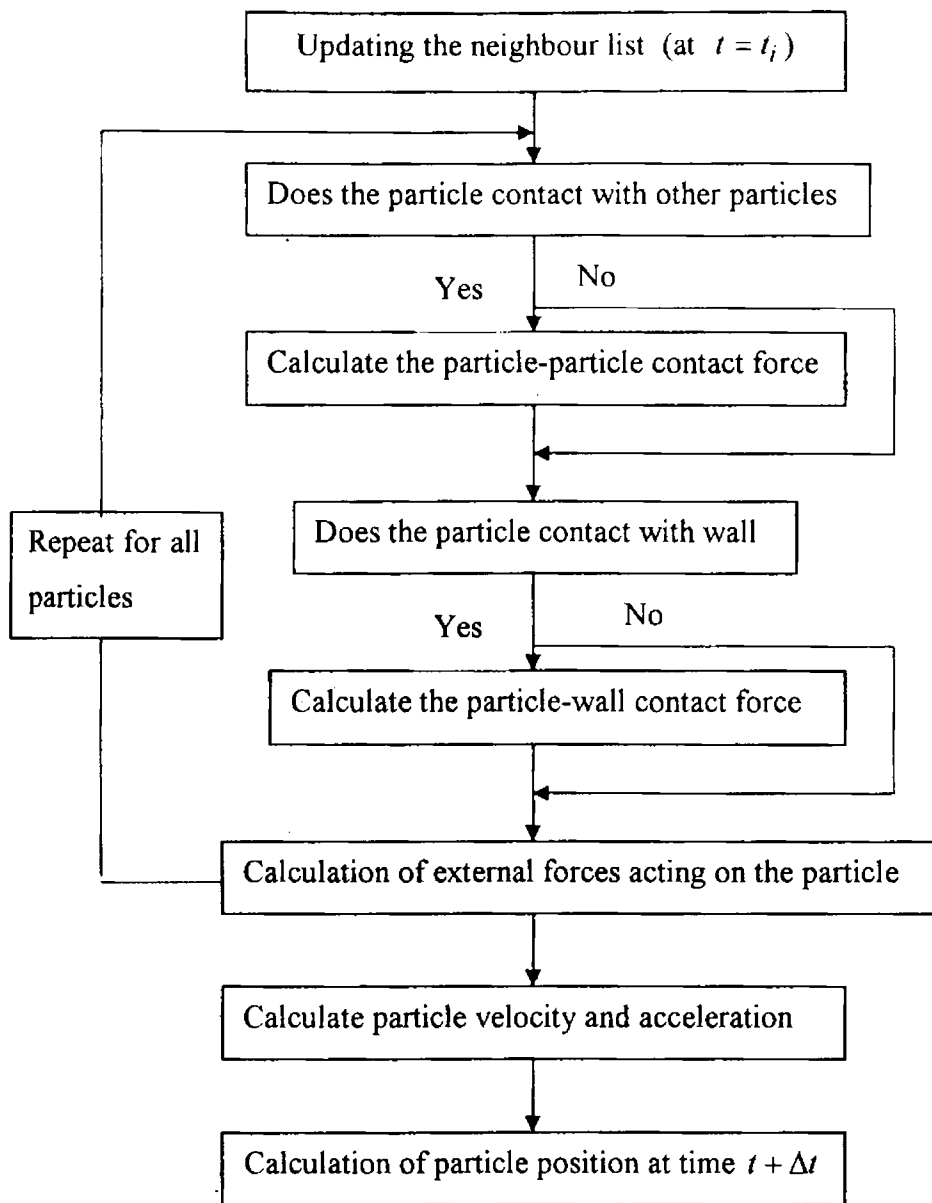 Updating the neighbour list (at t = t_i)
Does the particle contact with other particles
Yes
No
Calculate the particle-particle contact force
Repeat for all
particles
Does the particle contact with wall
Yes
No
Calculate the particle-wall contact force
Calculation of external forces acting on the particle
Calculate particle velocity and acceleration
Calculation of particle position at time t + Δt